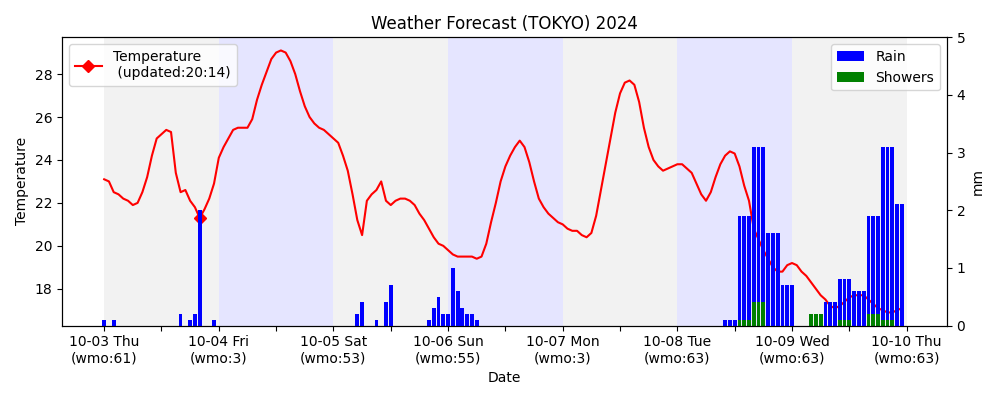 Weather Forecast (TOKYO) 2024
Temperature
(updated:20:14)
Rain
Showers
Temperature
28
26
24
22
20
18
5
4
3
2
1
0
mm
10-03 Thu
(wmo:61)
10-04 Fri
(wmo:3)
10-05 Sat
(wmo:53)
10-06 Sun
(wmo:55)
10-07 Mon
(wmo:3)
10-08 Tue
(wmo:63)
10-09 Wed
(wmo:63)
10-10 Thu
(wmo:63)
Date